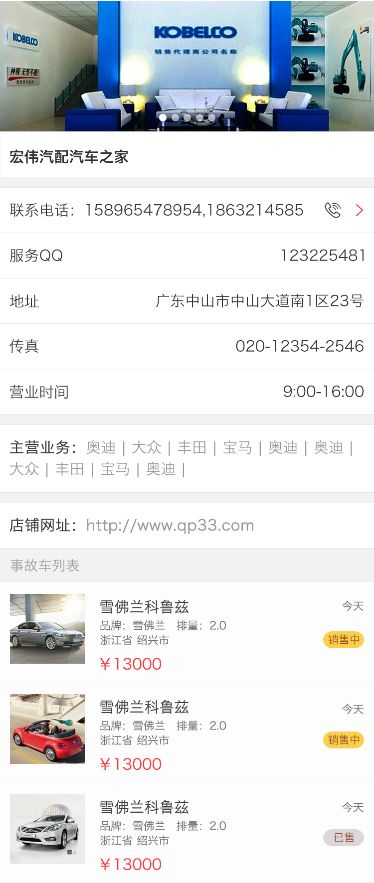 KOBELCO
KOBELCO
销售代理商公司名称
宏伟汽配汽车之家
联系电话：158965478954,1863214585
服务QQ 123225481
地址 广东中山市中山大道南1区23号
传真 020-12354-2546
营业时间 9:00-16:00
主营业务：奥迪 | 大众 | 丰田 | 宝马 | 奥迪 | 奥迪 |
大众 | 丰田 | 宝马 | 奥迪 |
店铺网址：http://www.qp33.com
事故车列表
雪佛兰科鲁兹 今天
品牌：雪佛兰 排量：2.0
浙江省 绍兴市 销售中
￥13000
雪佛兰科鲁兹 今天
品牌：雪佛兰 排量：2.0
浙江省 绍兴市 销售中
￥13000
雪佛兰科鲁兹 今天
品牌：雪佛兰 排量：2.0
浙江省 绍兴市 已售
￥13000